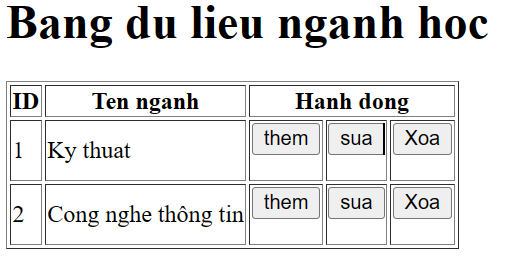 Bang du lieu nganh hoc
ID Ten nganh Hanh dong
1 Ky thuat them sua Xoa
2 Cong nghe thông tin them sua Xoa